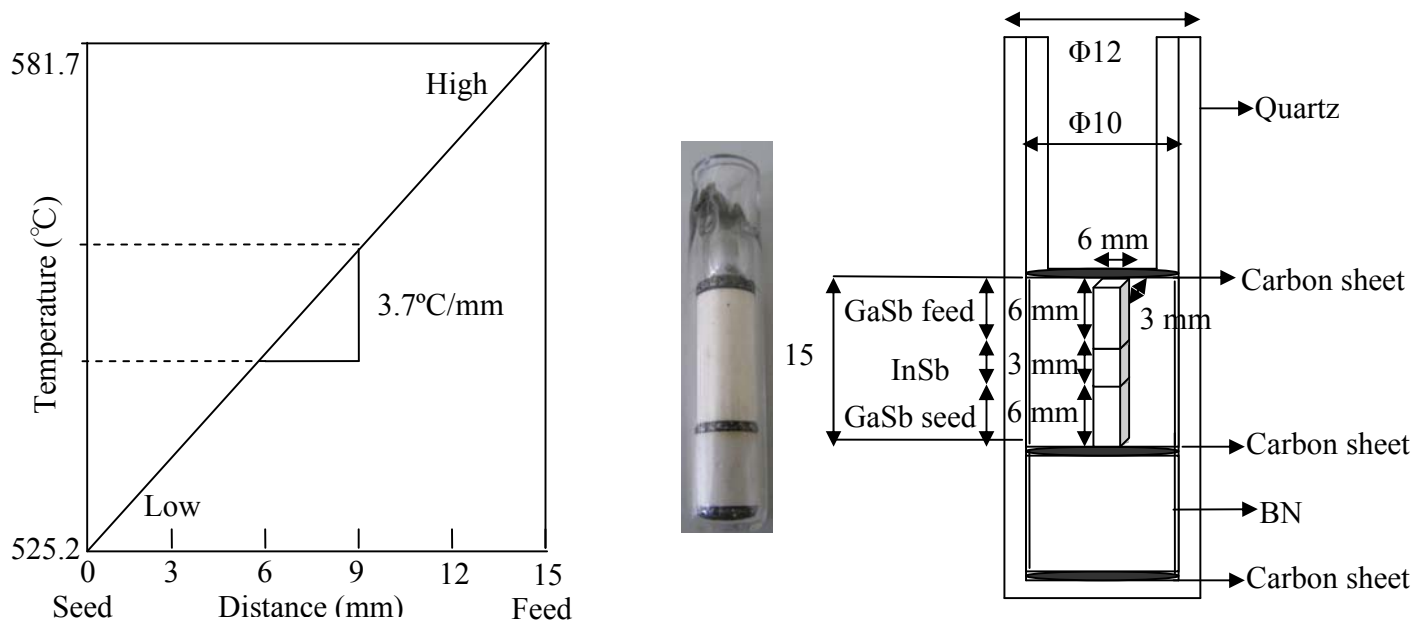 581.7
High
3.7ºC/mm
Temperature (℃)
Low
525.2
0 3 6 9 12 15
Seed Distance (mm) Feed
Φ12
Quartz
Φ10
6 mm
Carbon sheet
GaSb feed 6 mm
3 mm
15
InSb 3 mm
GaSb seed 6 mm
Carbon sheet
BN
Carbon sheet